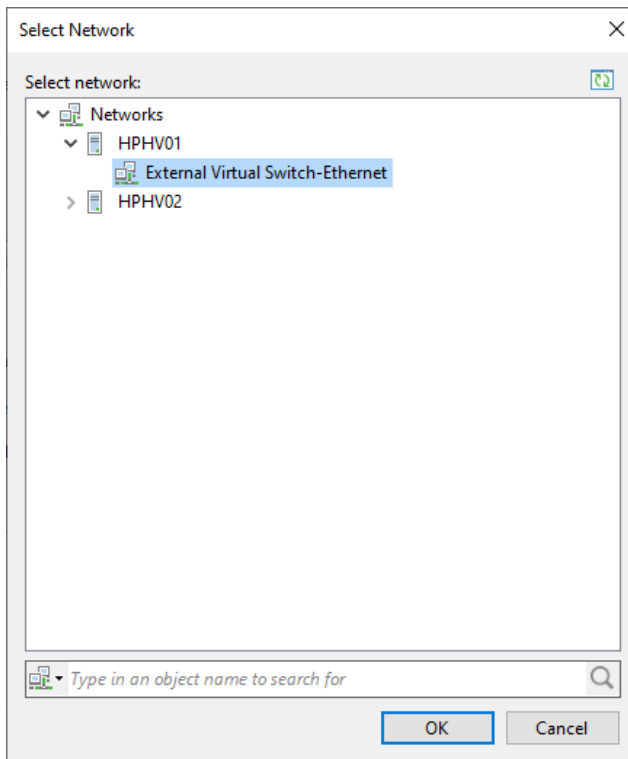 Select Network
Select network:
Networks
HPHV01
External Virtual Switch-Ethernet
HPHV02
Type in an object name to search for
OK
Cancel